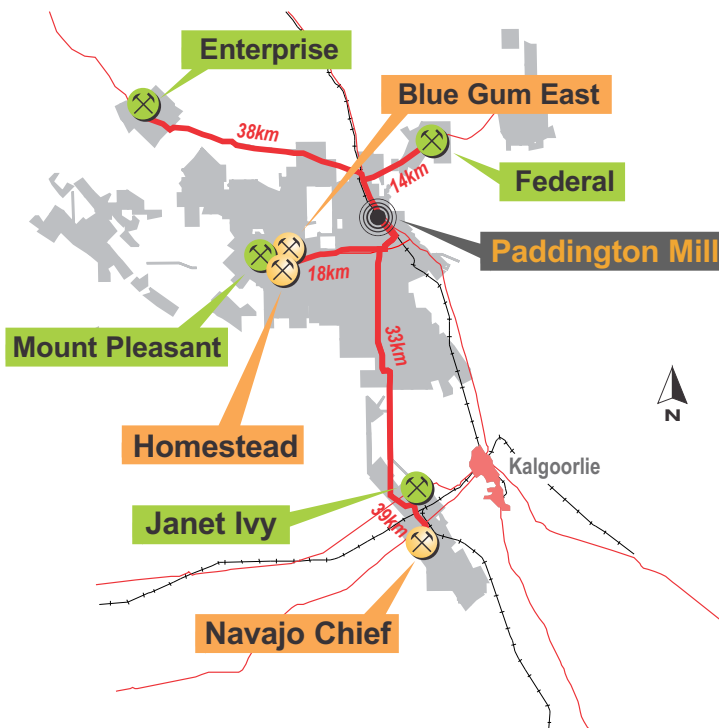 Enterprise
Blue Gum East
38km
14km
Federal
Paddington Mill
18km
Mount Pleasant
33km
N
Homestead
Kalgoorlie
Janet Ivy
39km
Navajo Chief